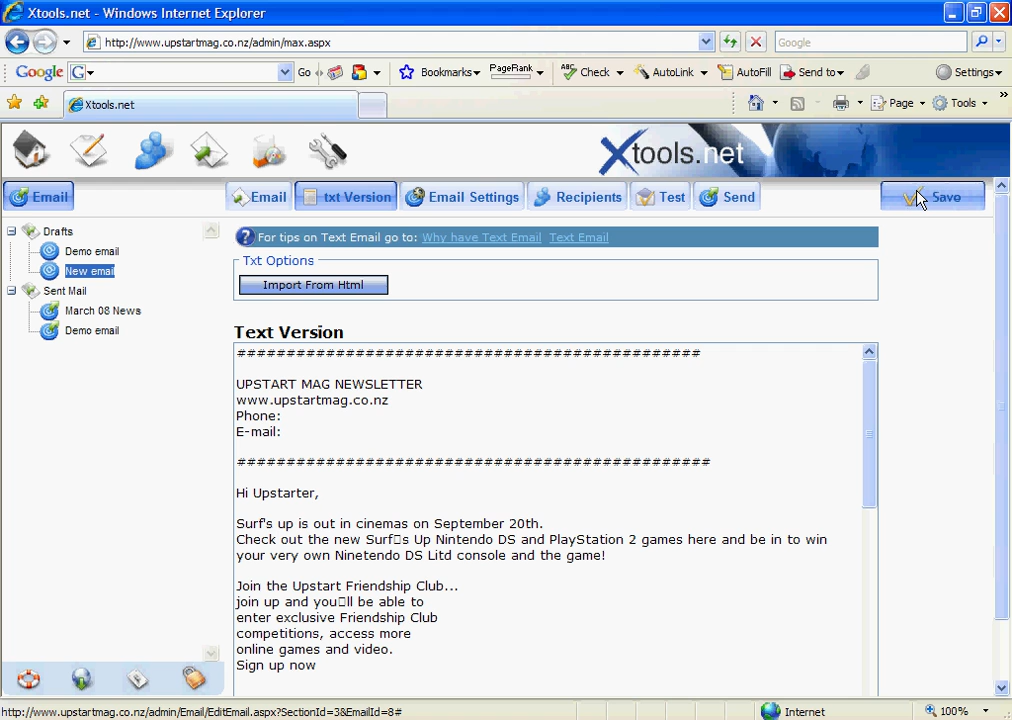 Xtools.net - Windows Internet Explorer
http://www.upstartmag.co.nz/admin/max.aspx
Google
Google G Go Bookmarks PageRank ABC Check AutoLink AutoFill Send to Settings
Xtools.net
Page Tools »
Xtools.net
Email
Email txt Version Email Settings Recipients Test Send Save
Drafts
Demo email
New email
Sent Mail
March 08 News
Demo email
? For tips on Text Email go to: Why have Text Email Text Email
Txt Options
Import From Html
Text Version
###############################################
UPSTART MAG NEWSLETTER
www.upstartmag.co.nz
Phone:
E-mail:
################################################
Hi Upstarter,
Surf's up is out in cinemas on September 20th.
Check out the new Surf□s Up Nintendo DS and PlayStation 2 games here and be in to win
your very own Ninetendo DS Litd console and the game!
Join the Upstart Friendship Club...
join up and you□ll be able to
enter exclusive Friendship Club
competitions, access more
online games and video.
Sign up now
http://www.upstartmag.co.nz/admin/Email/EditEmail.aspx?SectionId=3&EmailId=8#
Internet
100%